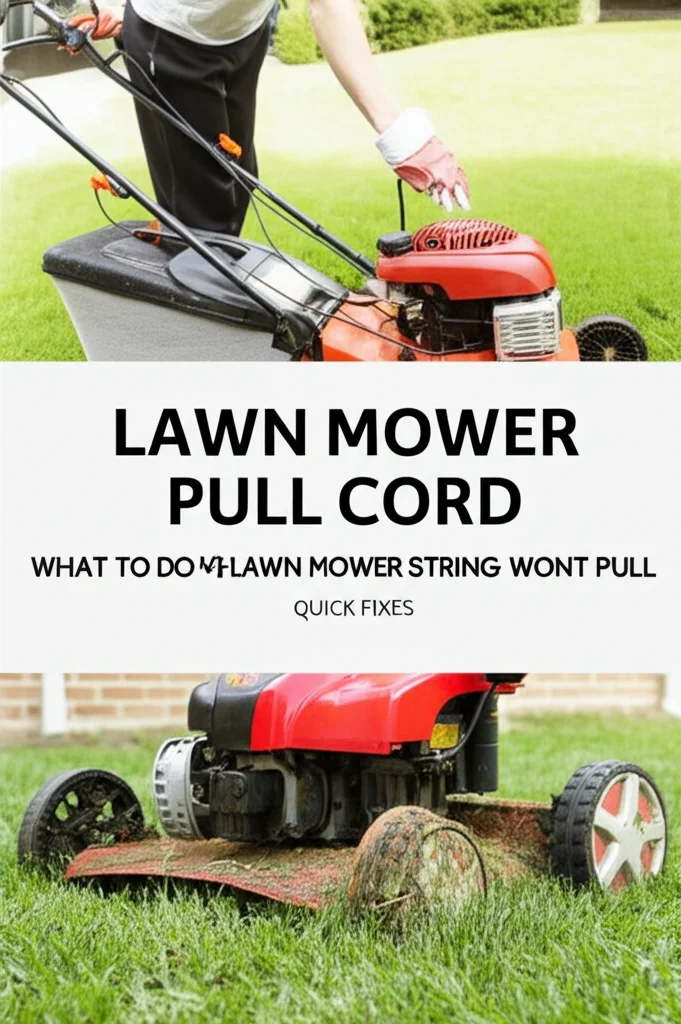 LAWN MOWER
PULL CORD
WHAT TO DO LAWN MOWER STRING WONT PULL
QUICK FIXES